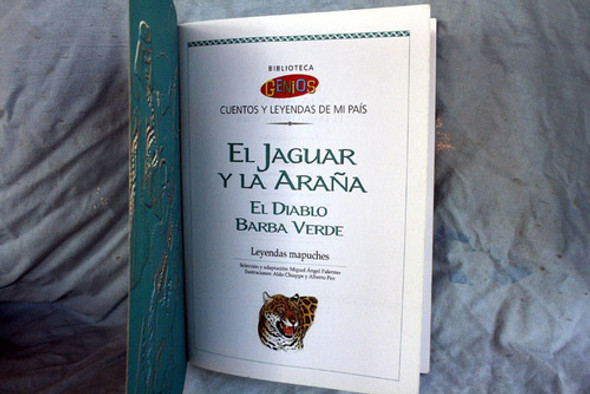 BIBLIOTECA
GENIOS
CUENTOS Y LEYENDAS DE MI PAÍS
EL JAGUAR
Y LA ARAÑA
EL DIABLO
BARBA VERDE
Leyendas mapuches
Selección y adaptación: Miguel Ángel Palermo
Ilustraciones: Aldo Chiappe y Alberto Pez